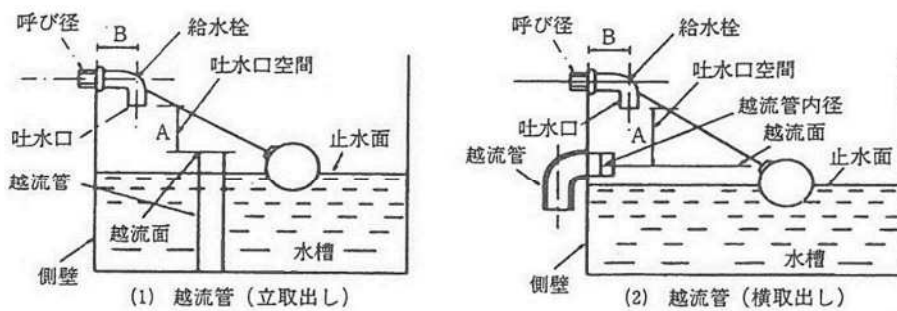 呼び径
B
給水栓
吐水口空間
吐水口
A
止水面
越流管
越流面
水槽
側壁
(1) 越流管(立取出し)
呼び径
B
給水栓
吐水口空間
越流管内径
吐水口
A
越流面
越流管
止水面
水槽
側壁
(2) 越流管(横取出し)